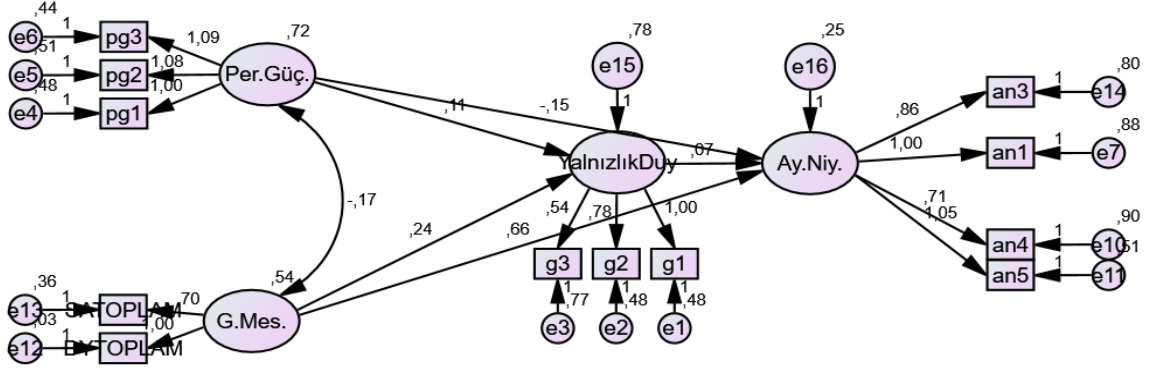 ,44
e6
1
pg3
1,09
,72
,51
e5
1
pg2
1,08
Per.Güç.
,48
e4
1
pg1
1,00
,78
e15
1
,25
e16
1
,11
-,15
YalnızlıkDuy
,07
Ay.Niy.
,86
an3
1
e14
,80
1,00
an1
1
e7
,88
,71
1,05
an4
1
e10
,90
an5
1
e11
,51
-,17
,24
,66
,54
,78
1,00
g3
g2
g1
1
,77
1
,48
1
,48
e3
e2
e1
,54
G.Mes.
,36
e13
1
SATOPLAM
,70
,03
e12
1
1,00